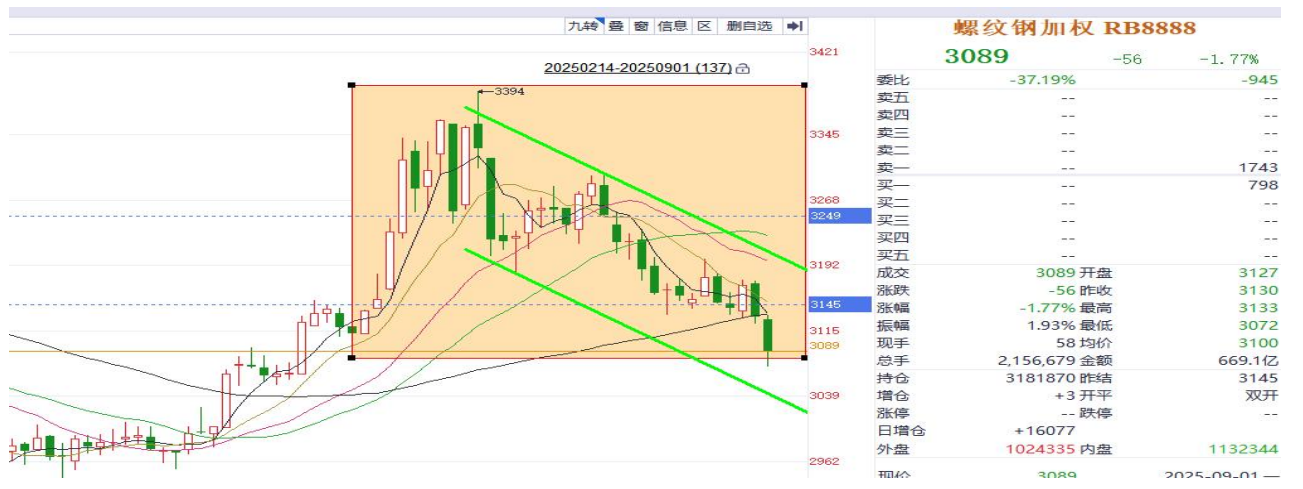 九转 叠 窗 信息 区 删自选
20250214-20250901 (137)
3394
3421
3345
3268
3249
3192
3145
3115
3089
3039
2962
螺纹钢加权 RB8888
3089 -56 -1.77%
委比 -37.19% -945
卖五 -- --
卖四 -- --
卖三 -- --
卖二 -- --
卖一 -- 1743
买一 -- 798
买二 -- --
买三 -- --
买四 -- --
买五 -- --
成交 3089 开盘 3127
涨跌 -56 昨收 3130
涨幅 -1.77% 最高 3133
振幅 1.93% 最低 3072
现手 58 均价 3100
总手 2,156,679 金额 669.1亿
持仓 3181870 昨结 3145
增仓 +3 开平 双开
涨停 -- 跌停 --
日增仓 +16077
外盘 1024335 内盘 1132344
现价 3089 2025-09-01 一